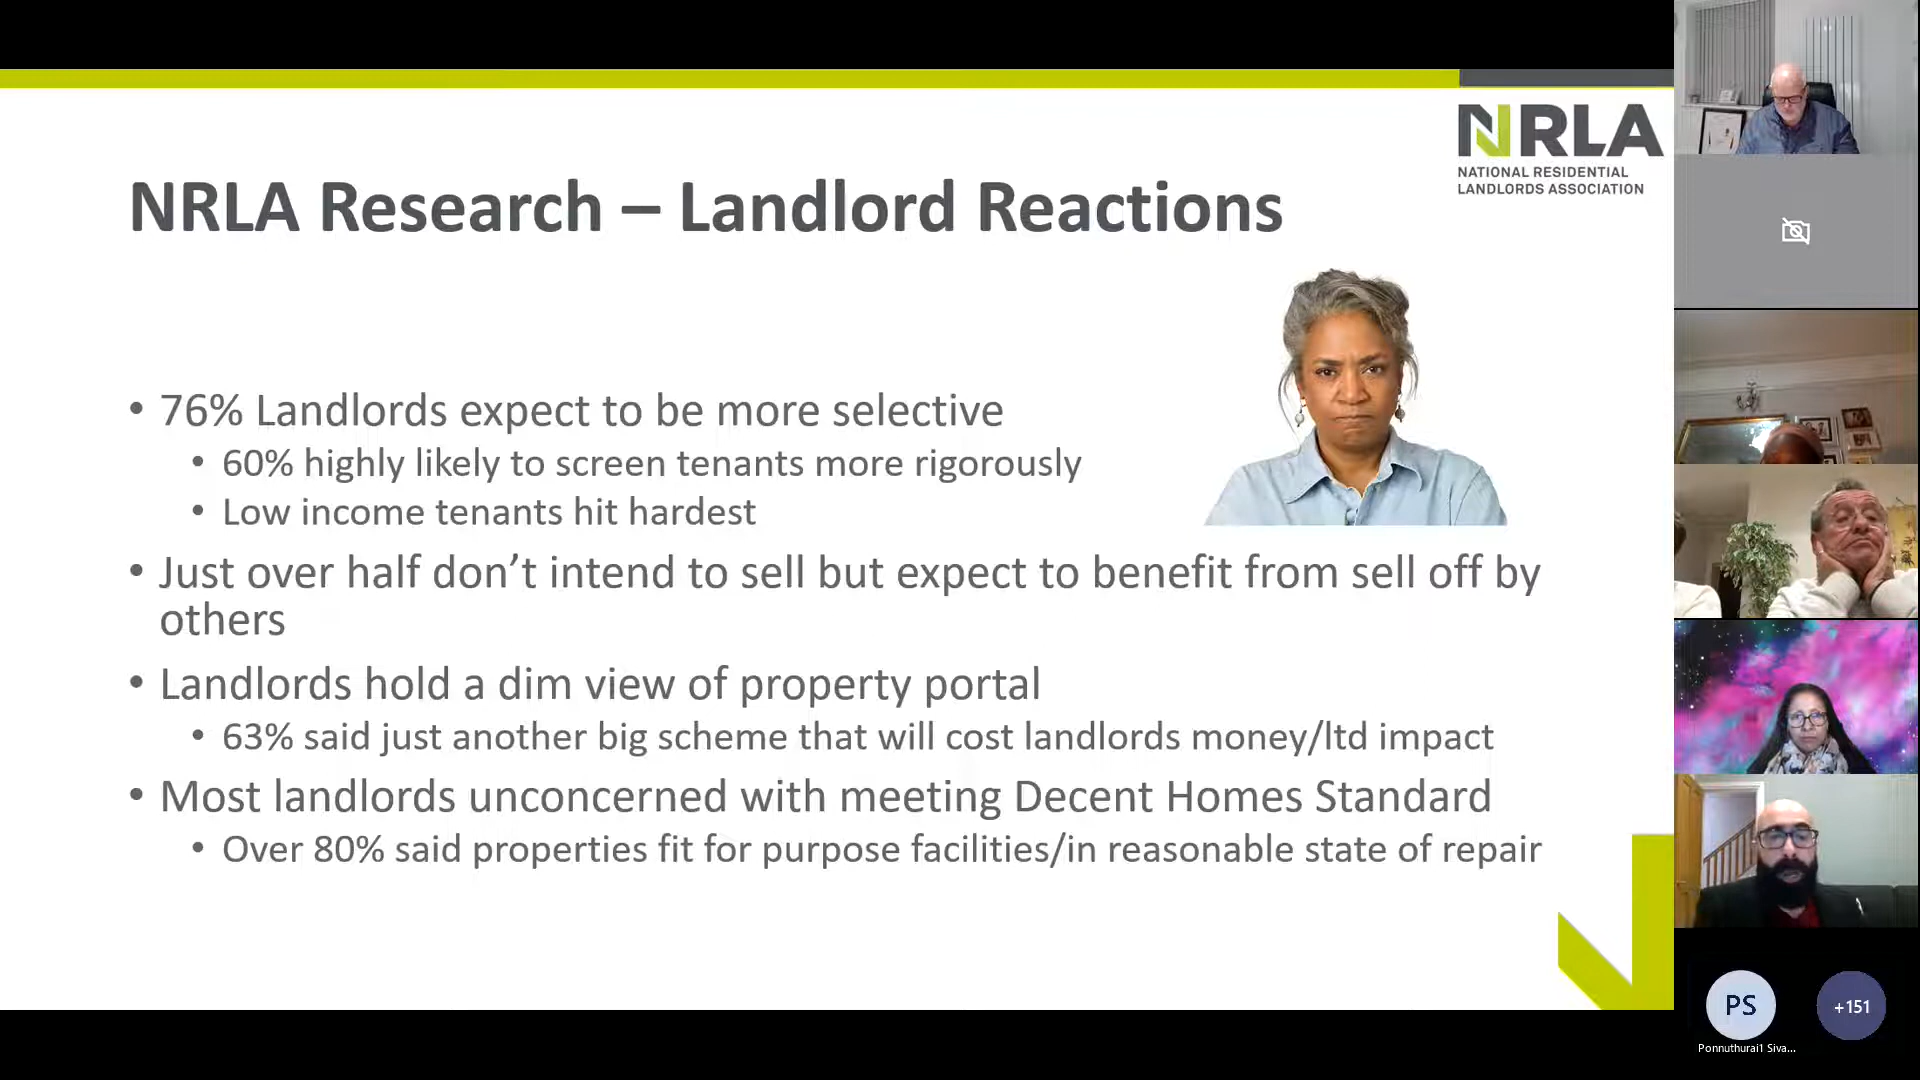 NRLA
NATIONAL RESIDENTIAL
LANDLORDS ASSOCIATION
NRLA Research – Landlord Reactions
• 76% Landlords expect to be more selective
• 60% highly likely to screen tenants more rigorously
• Low income tenants hit hardest
• Just over half don’t intend to sell but expect to benefit from sell off by
others
• Landlords hold a dim view of property portal
• 63% said just another big scheme that will cost landlords money/ltd impact
• Most landlords unconcerned with meeting Decent Homes Standard
• Over 80% said properties fit for purpose facilities/in reasonable state of repair
PS
+151
Ponnuthurai1 Siva...